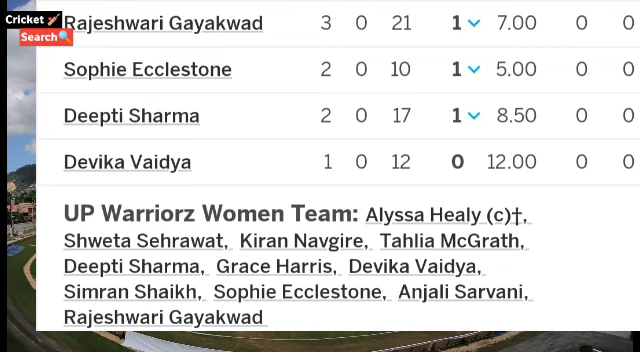 Cricket
Search
Rajeshwari Gayakwad 3 0 21 1 7.00 0 0
Sophie Ecclestone 2 0 10 1 5.00 0 0
Deepti Sharma 2 0 17 1 8.50 0 0
Devika Vaidya 1 0 12 0 12.00 0 0
UP Warriorz Women Team: Alyssa Healy (c)†,
Shweta Sehrawat, Kiran Navgire, Tahlia McGrath,
Deepti Sharma, Grace Harris, Devika Vaidya,
Simran Shaikh, Sophie Ecclestone, Anjali Sarvani,
Rajeshwari Gayakwad